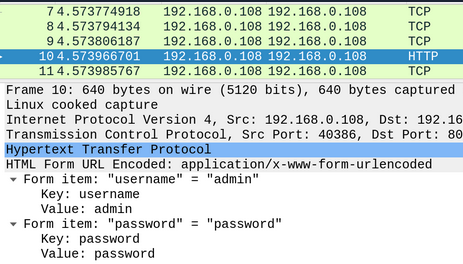 7 4.573774918 192.168.0.108 192.168.0.108 TCP
8 4.573794134 192.168.0.108 192.168.0.108 TCP
9 4.573806187 192.168.0.108 192.168.0.108 TCP
10 4.573966701 192.168.0.108 192.168.0.108 HTTP
11 4.573985767 192.168.0.108 192.168.0.108 TCP
Frame 10: 640 bytes on wire (5120 bits), 640 bytes captured
Linux cooked capture
Internet Protocol Version 4, Src: 192.168.0.108, Dst: 192.16
Transmission Control Protocol, Src Port: 40386, Dst Port: 80
Hypertext Transfer Protocol
HTML Form URL Encoded: application/x-www-form-urlencoded
Form item: "username" = "admin"
Key: username
Value: admin
Form item: "password" = "password"
Key: password
Value: password